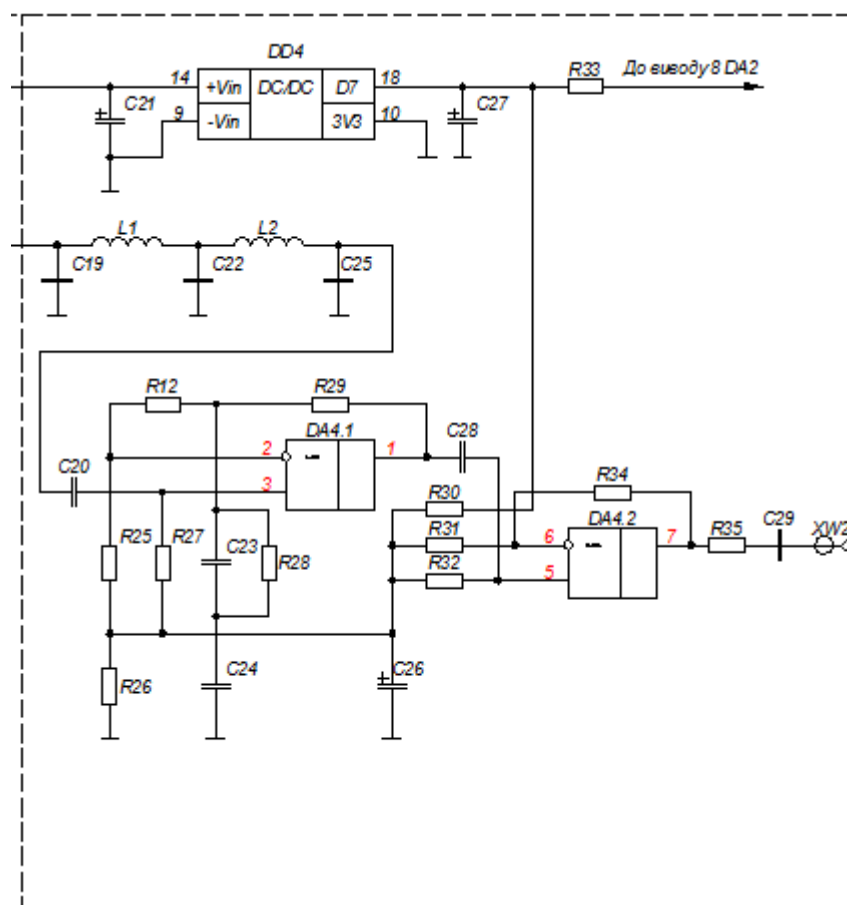 DD4
14 +Vin DC/DC D7 18
9 -Vin 3V3 10
C21
C27
R33
До виводу 8 DA2
L1 L2
C19 C22 C25
R12 R29
DA4.1
2 1
3
C20
C28
R30
R31
R32
R34
DA4.2
6 7
5
R35
C29
XW2
R25 R27 C23 R28
R26 C24 C26